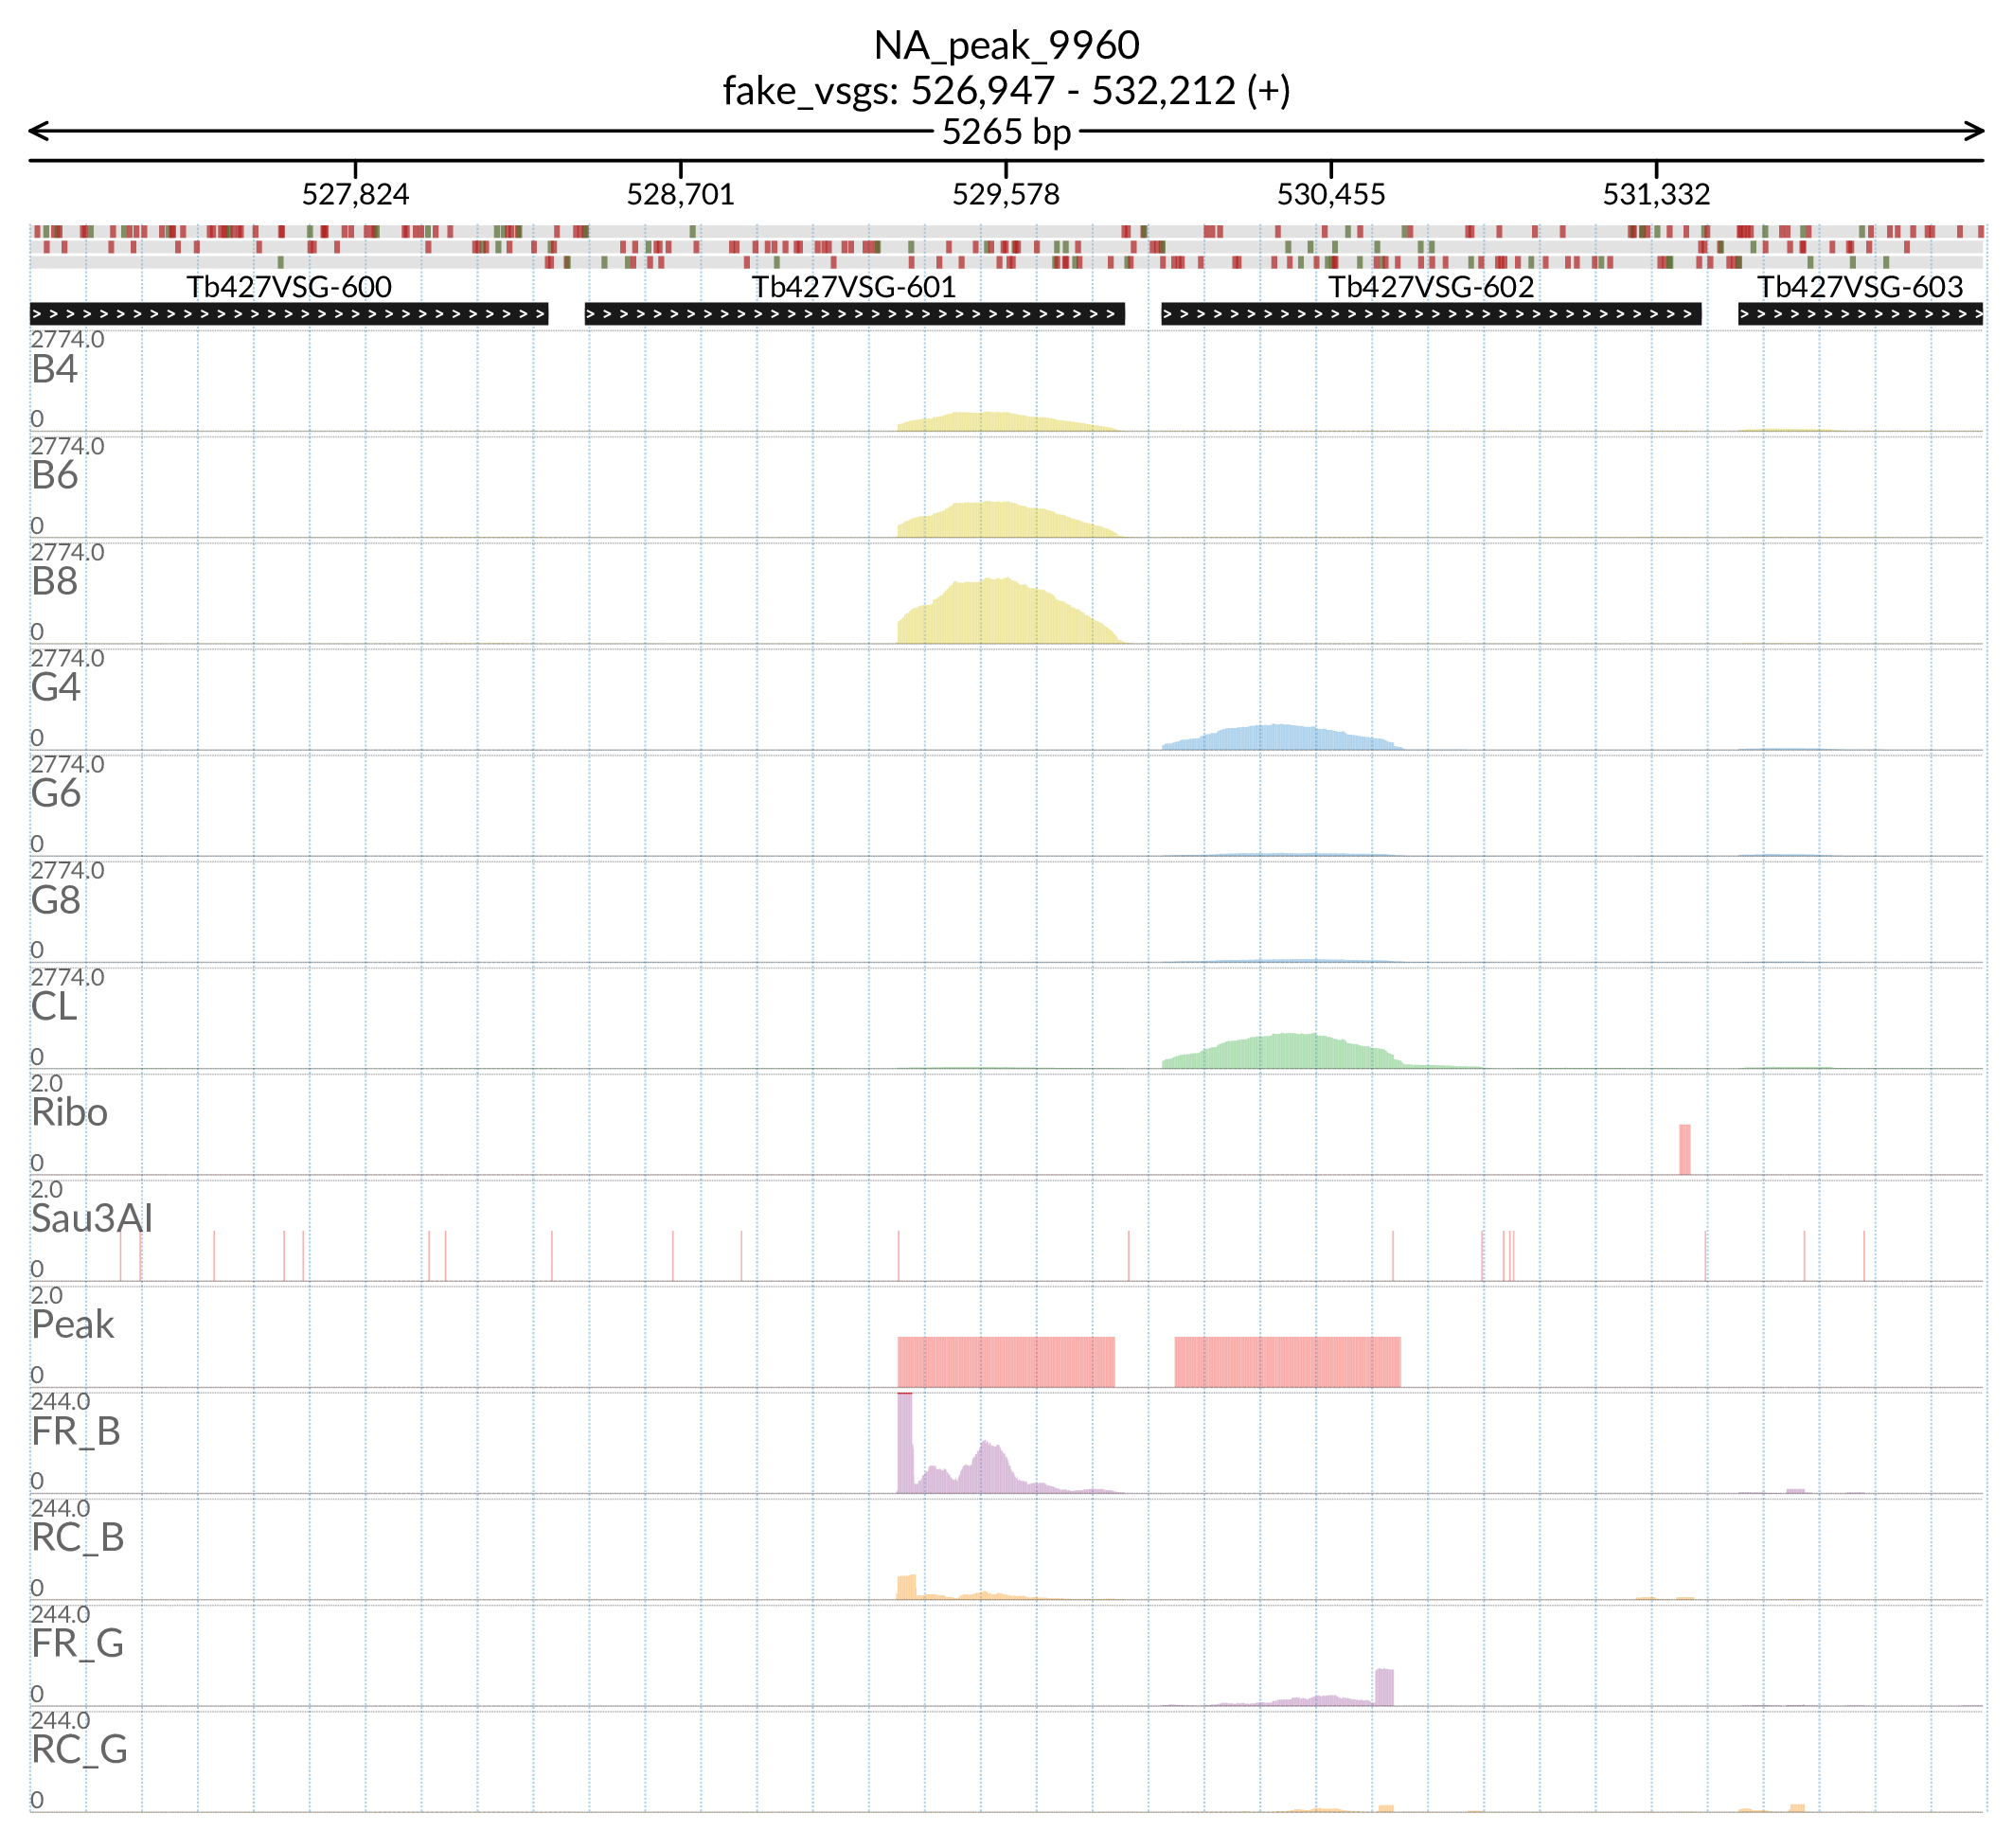 NA_peak_9960
fake_vsgs: 526,947 - 532,212 (+)
5265 bp
527,824 528,701 529,578 530,455 531,332
Tb427VSG-600 Tb427VSG-601 Tb427VSG-602 Tb427VSG-603
2774.0
B4
0
2774.0
B6
0
2774.0
B8
0
2774.0
G4
0
2774.0
G6
0
2774.0
G8
0
2774.0
CL
0
2.0
Ribo
0
2.0
Sau3AI
0
2.0
Peak
0
244.0
FR_B
0
244.0
RC_B
0
244.0
FR_G
0
244.0
RC_G
0